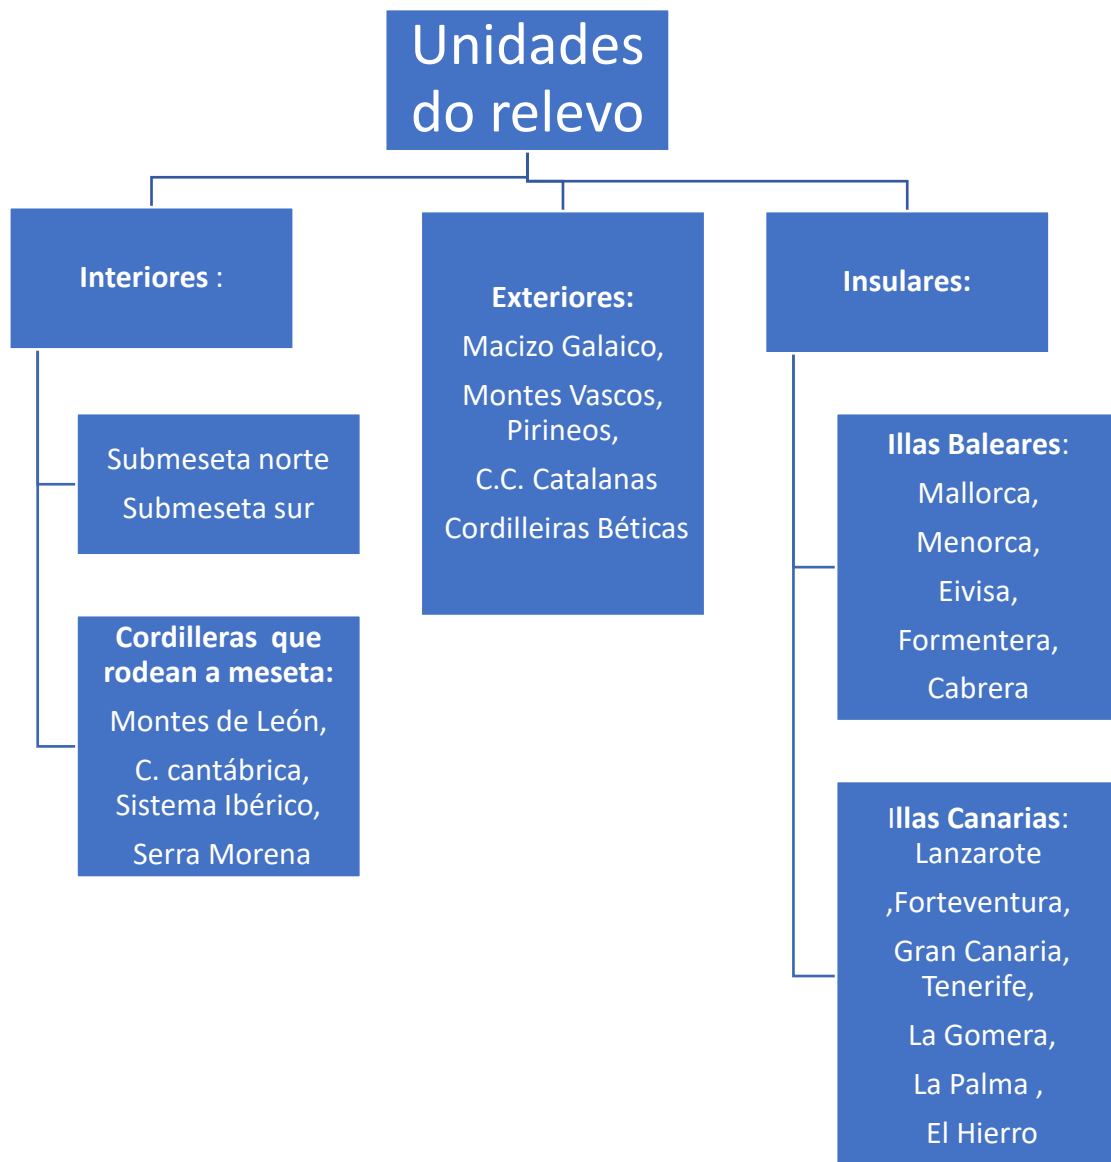 Unidades
do relevo
Interiores :
Submeseta norte
Submeseta sur
Cordilleras que
rodean a meseta:
Montes de León,
C. cantábrica,
Sistema Ibérico,
Serra Morena
Exteriores:
Macizo Galaico,
Montes Vascos,
Pirineos,
C.C. Catalanas
Cordilleiras Béticas
Insulares:
Illas Baleares:
Mallorca,
Menorca,
Eivisa,
Formentera,
Cabrera
Illas Canarias:
Lanzarote
,Forteventura,
Gran Canaria,
Tenerife,
La Gomera,
La Palma ,
El Hierro